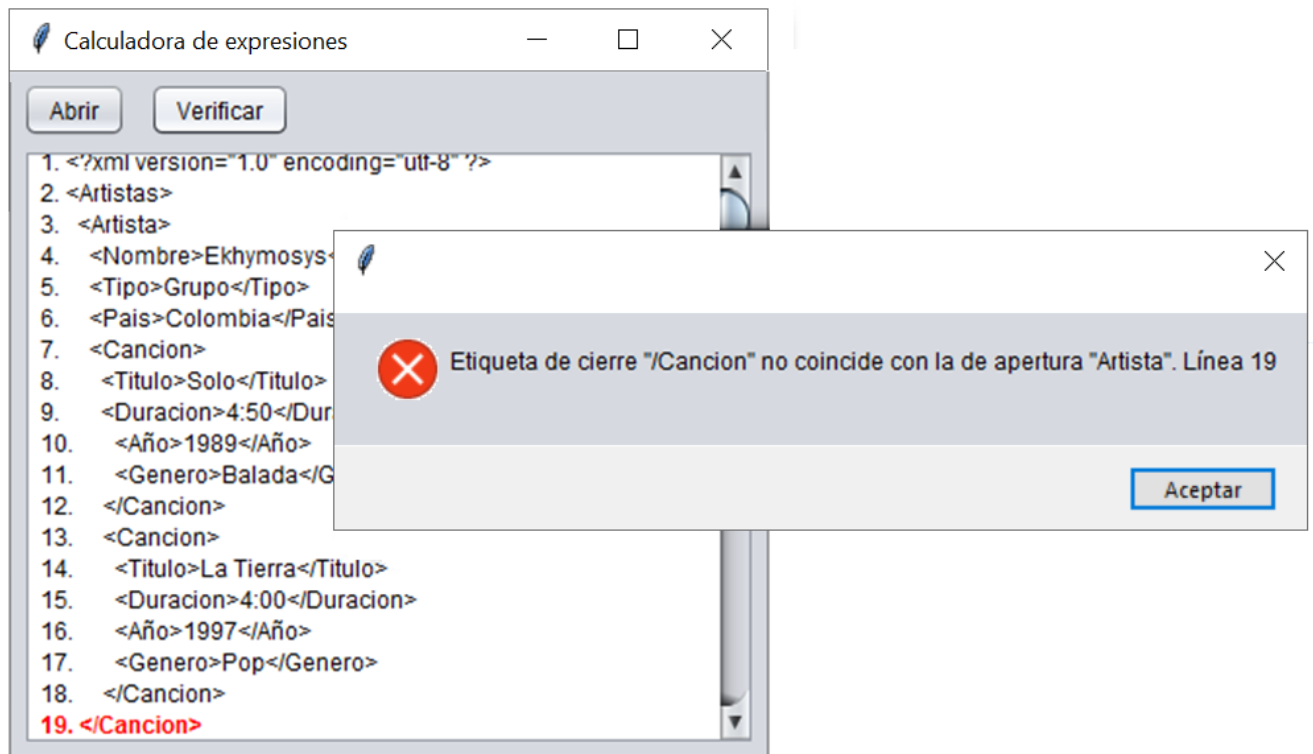 Calculadora de expresiones
Abrir Verificar
1. <?xml version="1.0" encoding="utf-8" ?>
2. <Artistas>
3. <Artista>
4. <Nombre>Ekhymosys<
5. <Tipo>Grupo</Tipo>
6. <Pais>Colombia</Pais
7. <Cancion>
8. <Titulo>Solo</Titulo>
9. <Duracion>4:50</Dur
10. <Año>1989</Año>
11. <Genero>Balada</G
12. </Cancion>
13. <Cancion>
14. <Titulo>La Tierra</Titulo>
15. <Duracion>4:00</Duracion>
16. <Año>1997</Año>
17. <Genero>Pop</Genero>
18. </Cancion>
19. </Cancion>
Etiqueta de cierre "/Cancion" no coincide con la de apertura "Artista". Línea 19
Aceptar